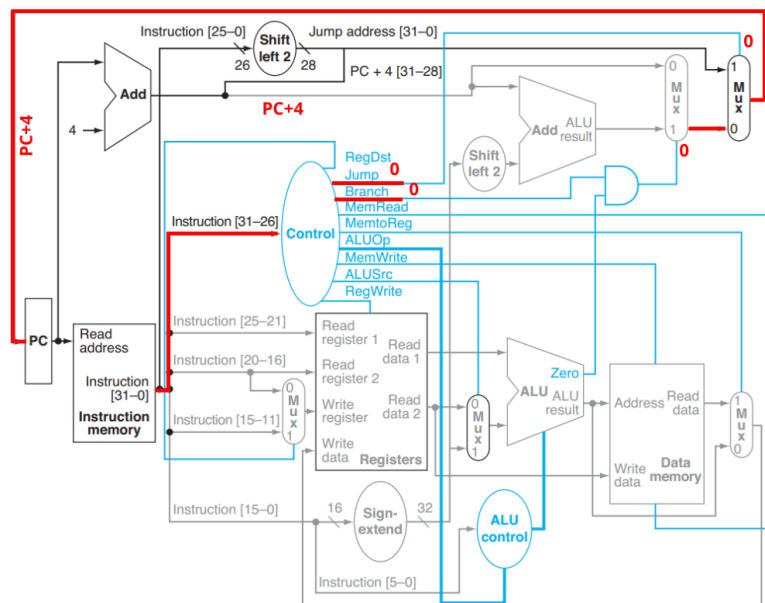 Instruction [25–0]
Jump address [31–0]
Shift
left 2
26
28
PC + 4 [31–28]
0
0
1
M
u
x
1
M
u
x
0
Add
PC+4
PC+4
4
Add
ALU
result
0
Shift
left 2
RegDst
Jump
0
Branch
0
MemRead
MemtoReg
ALUOp
MemWrite
ALUSrc
RegWrite
Instruction [31–26]
Control
PC
Read
address
Instruction
[31–0]
Instruction
memory
Instruction [25–21]
Instruction [20–16]
Instruction [15–11]
0
M
u
x
1
Read
register 1
Read
register 2
Write
register
Write
data
Read
data 1
Read
data 2
Registers
0
M
u
x
1
Zero
ALU
ALU
result
Address
Read
data
Write
data
Data
memory
1
M
u
x
0
Instruction [15–0]
16
Sign-
extend
32
ALU
control
Instruction [5–0]